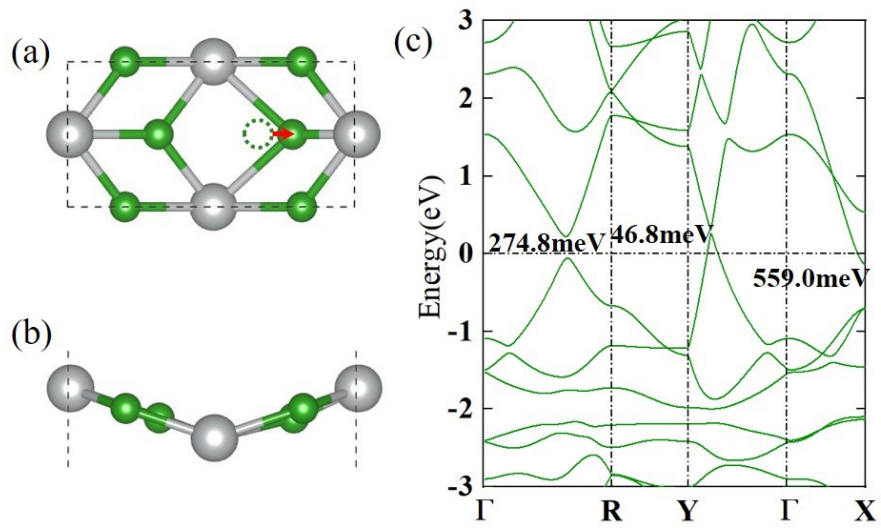 (a)
(b)
(c)
Energy(eV)
3
2
1
0
-1
-2
-3
274.8meV
46.8meV
559.0meV
Γ R Y Γ X